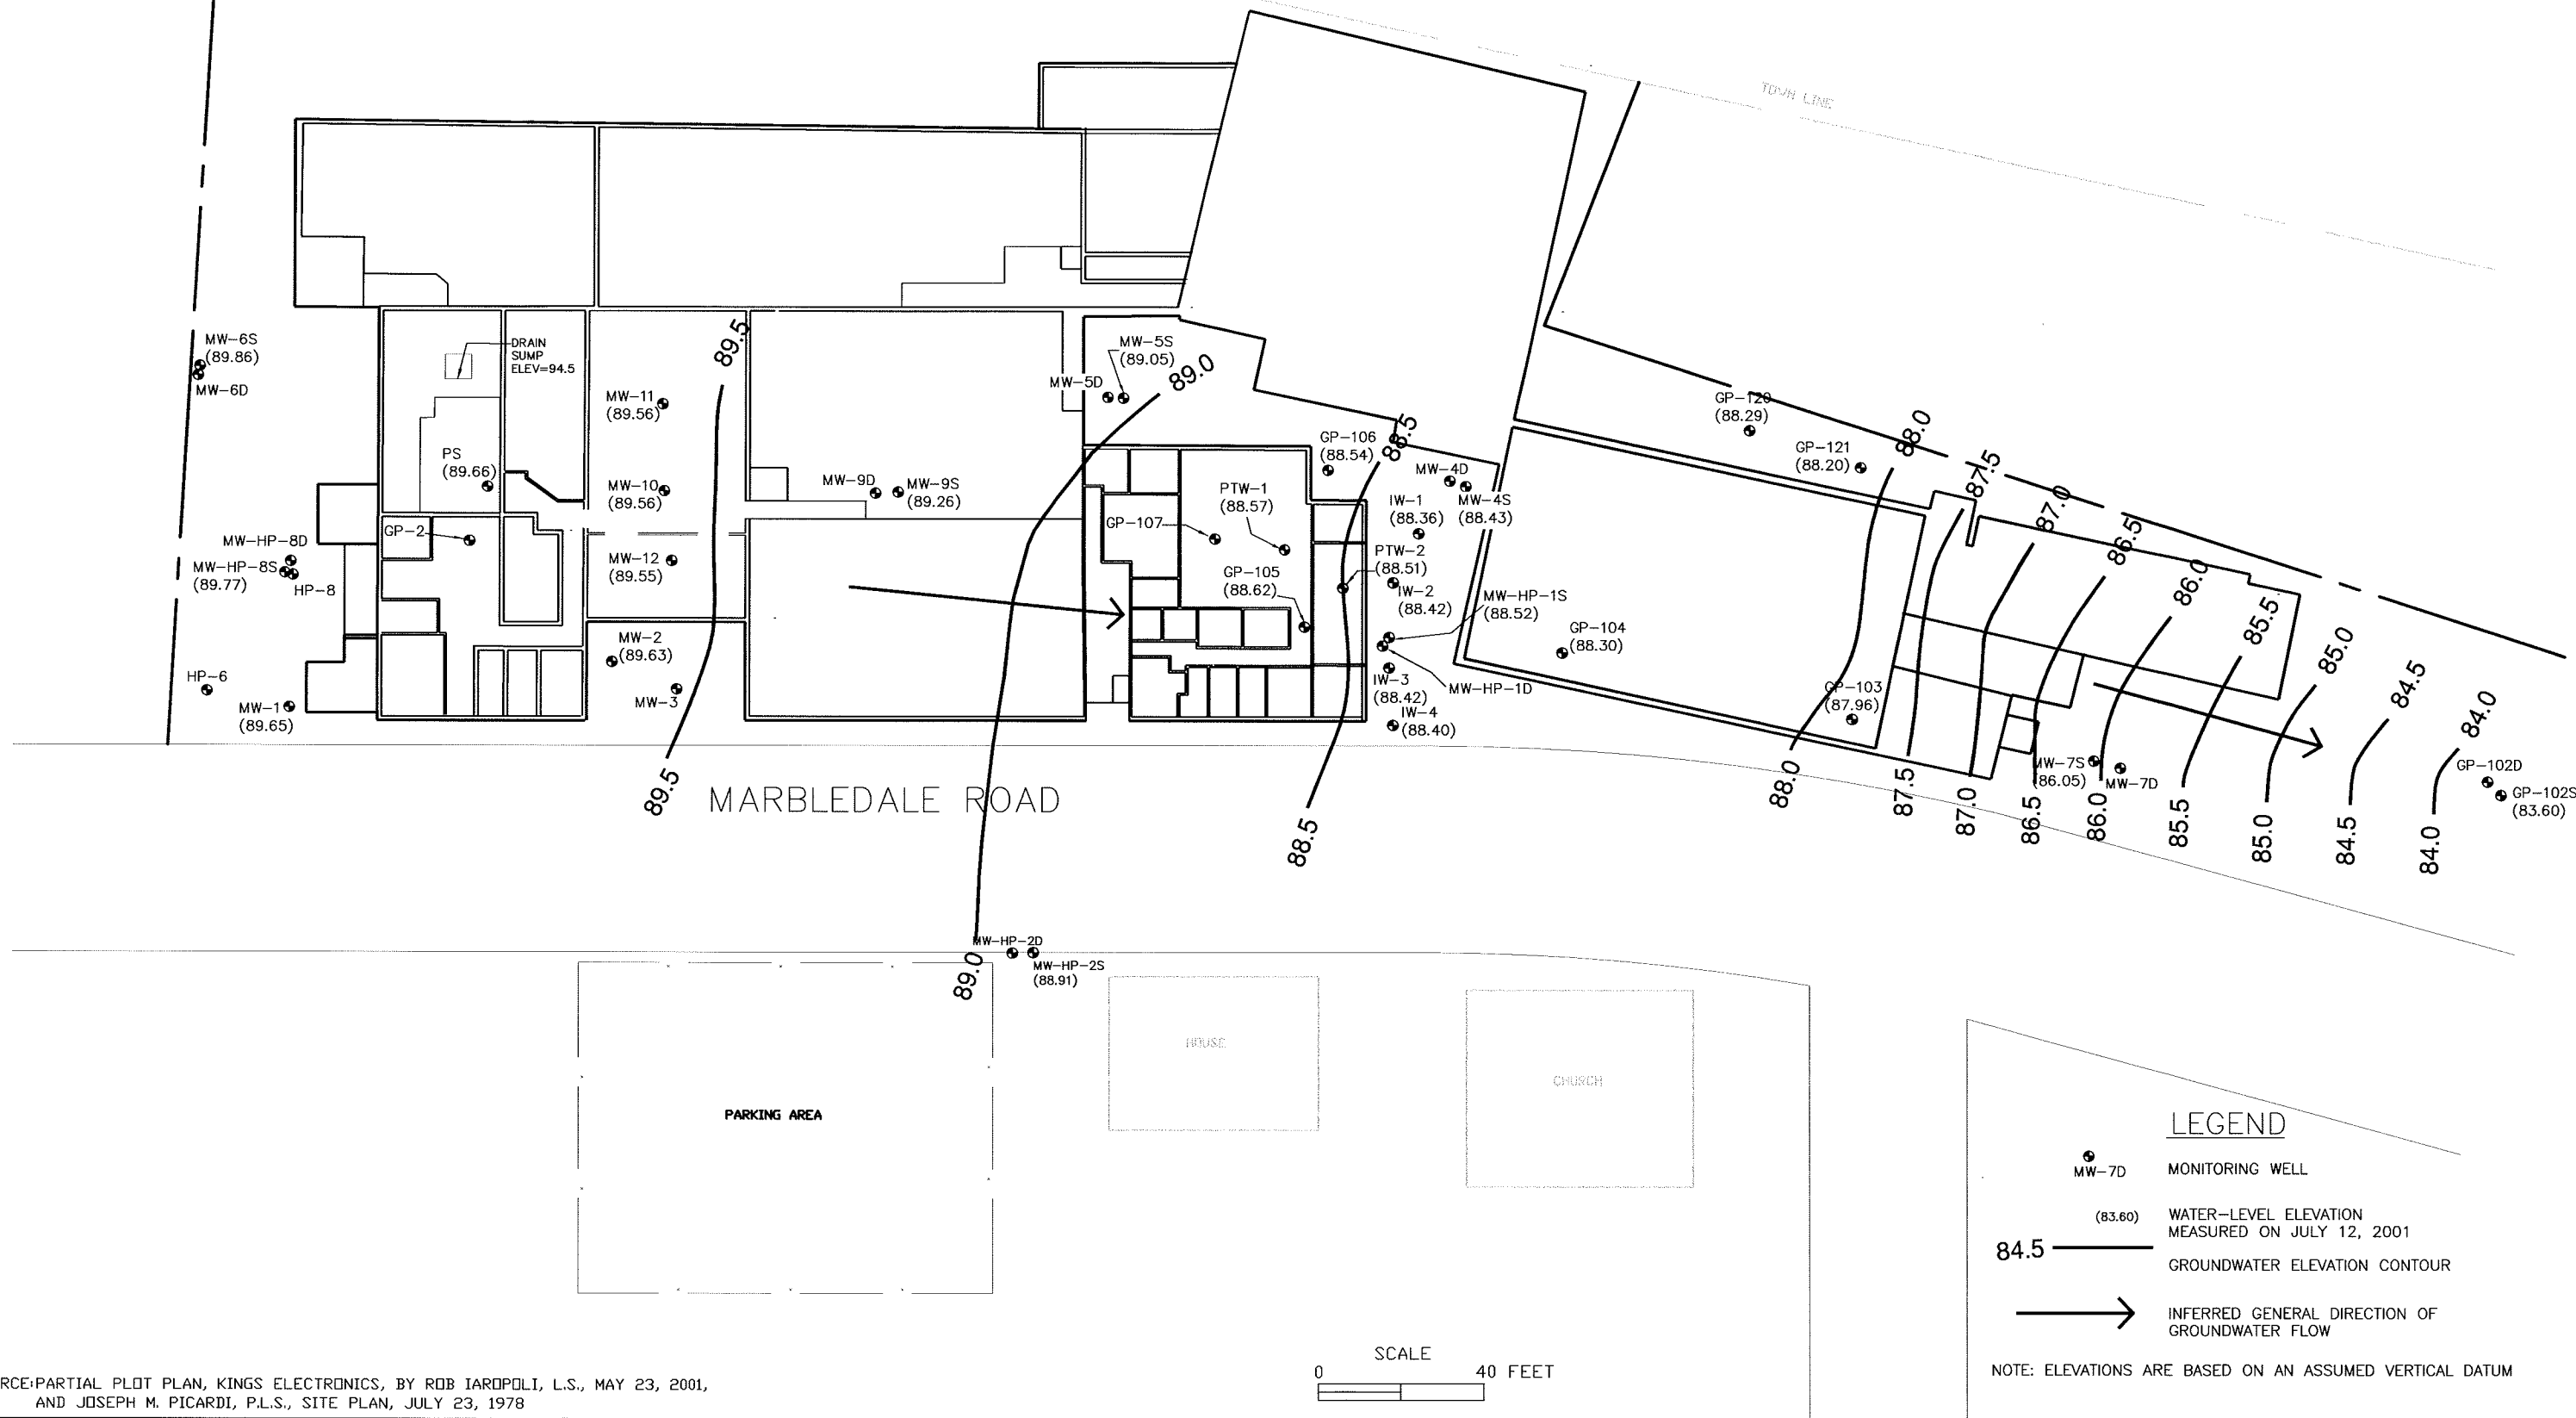 TOWN LINE
MW-6S
(89.86)
MW-6D
DRAIN
SUMP
ELEV=94.5
89.5
MW-5S
(89.05)
MW-5D
89.0
MW-11
(89.56)
PS
(89.66)
MW-10
(89.56)
MW-9D
MW-9S
(89.26)
GP-106
(88.54)
88.5
MW-4D
MW-4S
(88.43)
GP-120
(88.29)
GP-121
(88.20)
88.0
87.5
87.0
86.5
86.0
85.5
85.0
84.5
84.0
PTW-1
(88.57)
IW-1
(88.36)
GP-107
GP-2
MW-HP-8D
MW-HP-8S
(89.77)
HP-8
MW-12
(89.55)
PTW-2
(88.51)
GP-105
(88.62)
IW-2
(88.42)
MW-HP-1S
(88.52)
GP-104
(88.30)
MW-2
(89.63)
MW-3
HP-6
MW-1
(89.65)
IW-3
(88.42)
MW-HP-1D
IW-4
(88.40)
GP-103
(87.96)
MW-7S
(86.05)
MW-7D
GP-102D
GP-102S
(83.60)
89.5
MARBLEDALE ROAD
88.5
88.0
87.5
87.0
86.5
86.0
85.5
85.0
84.5
84.0
MW-HP-2D
MW-HP-2S
(88.91)
89.0
HOUSE
CHURCH
PARKING AREA
LEGEND
MW-7D MONITORING WELL
(83.60) WATER-LEVEL ELEVATION
MEASURED ON JULY 12, 2001
84.5
GROUNDWATER ELEVATION CONTOUR
INFERRED GENERAL DIRECTION OF
GROUNDWATER FLOW
NOTE: ELEVATIONS ARE BASED ON AN ASSUMED VERTICAL DATUM
SCALE
0 40 FEET
RCE:PARTIAL PLOT PLAN, KINGS ELECTRONICS, BY ROB IAROPOLI, L.S., MAY 23, 2001,
AND JOSEPH M. PICARDI, P.L.S., SITE PLAN, JULY 23, 1978